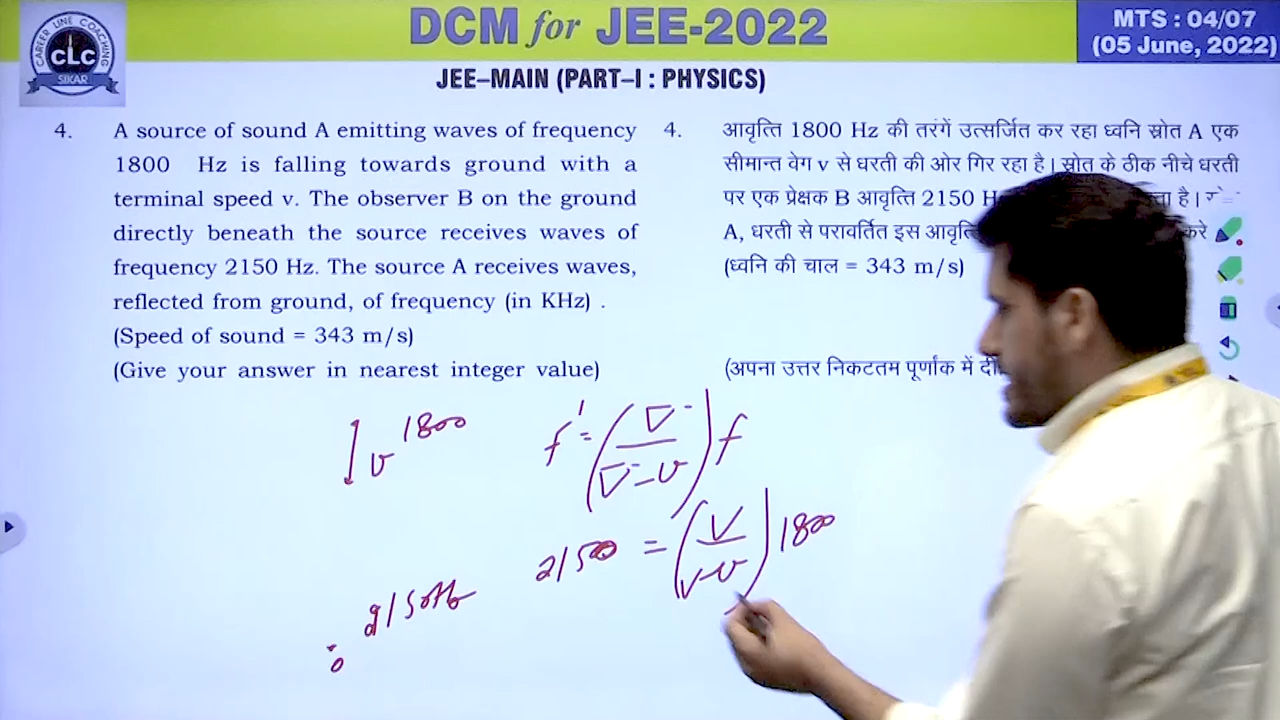 DCM for JEE-2022
MTS : 04/07
(05 June, 2022)
CAREER LINE COACHING
CLC
SIKAR
JEE–MAIN (PART–I : PHYSICS)
4. A source of sound A emitting waves of frequency
1800 Hz is falling towards ground with a
terminal speed v. The observer B on the ground
directly beneath the source receives waves of
frequency 2150 Hz. The source A receives waves,
reflected from ground, of frequency (in KHz) .
(Speed of sound = 343 m/s)
(Give your answer in nearest integer value)
4. आवृत्ति 1800 Hz की तरंगें उत्सर्जित कर रहा ध्वनि स्रोत A एक
सीमान्त वेग v से धरती की ओर गिर रहा है। स्रोत के ठीक नीचे धरती
पर एक प्रेक्षक B आवृत्ति 2150 है।
A, धरती से परावर्तित इस करे
(ध्वनि की चाल = 343 m/s)
(अपना उत्तर निकटतम पूर्णांक में
v 1800
f' = (V / V - v) f
2150 = (V / V - v) 1800
2150Hz